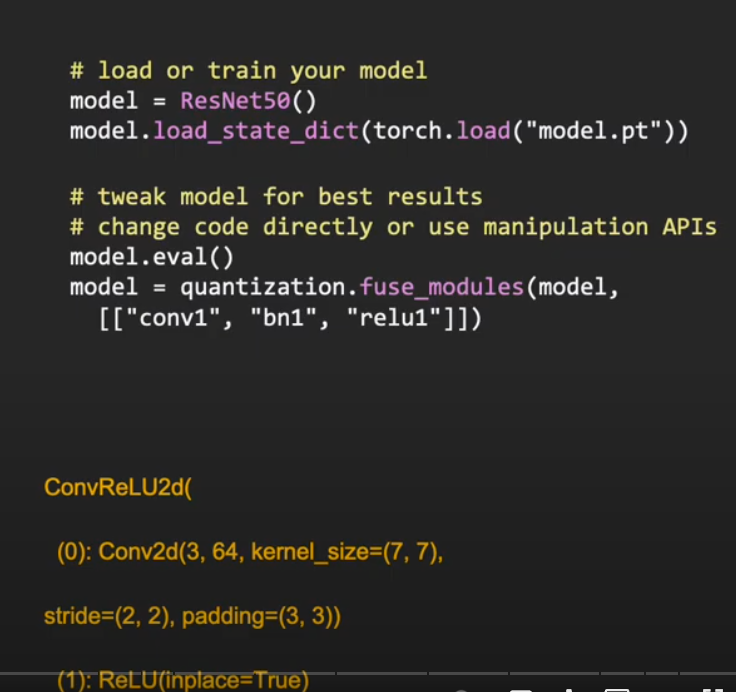 # load or train your model
model = ResNet50()
model.load_state_dict(torch.load("model.pt"))
# tweak model for best results
# change code directly or use manipulation APIs
model.eval()
model = quantization.fuse_modules(model,
[["conv1", "bn1", "relu1"]])
ConvReLU2d(
(0): Conv2d(3, 64, kernel_size=(7, 7),
stride=(2, 2), padding=(3, 3))
(1): ReLU(inplace=True)